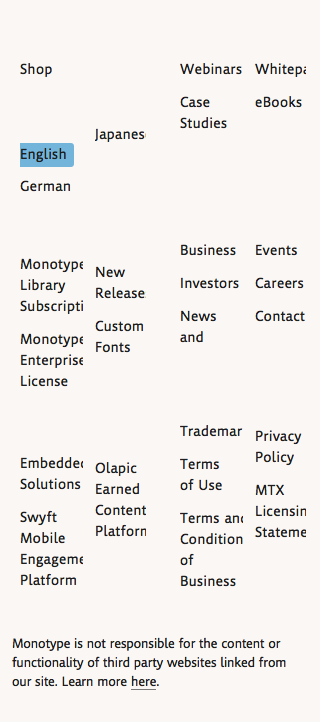 Shop
English
German
Japanes
Webinars
Case
Studies
Whitepa
eBooks
Monotype
Library
Subscripti
Monotype
Enterprise
License
New
Release
Custom
Fonts
Business
Investors
News
and
Events
Careers
Contact
Embedded
Solutions
Swyft
Mobile
Engageme
Platform
Olapic
Earned
Content
Platforn
Trademar
Terms
of Use
Terms and
Condition
of
Business
Privacy
Policy
MTX
Licensin
Stateme
Monotype is not responsible for the content or
functionality of third party websites linked from
our site. Learn more here.